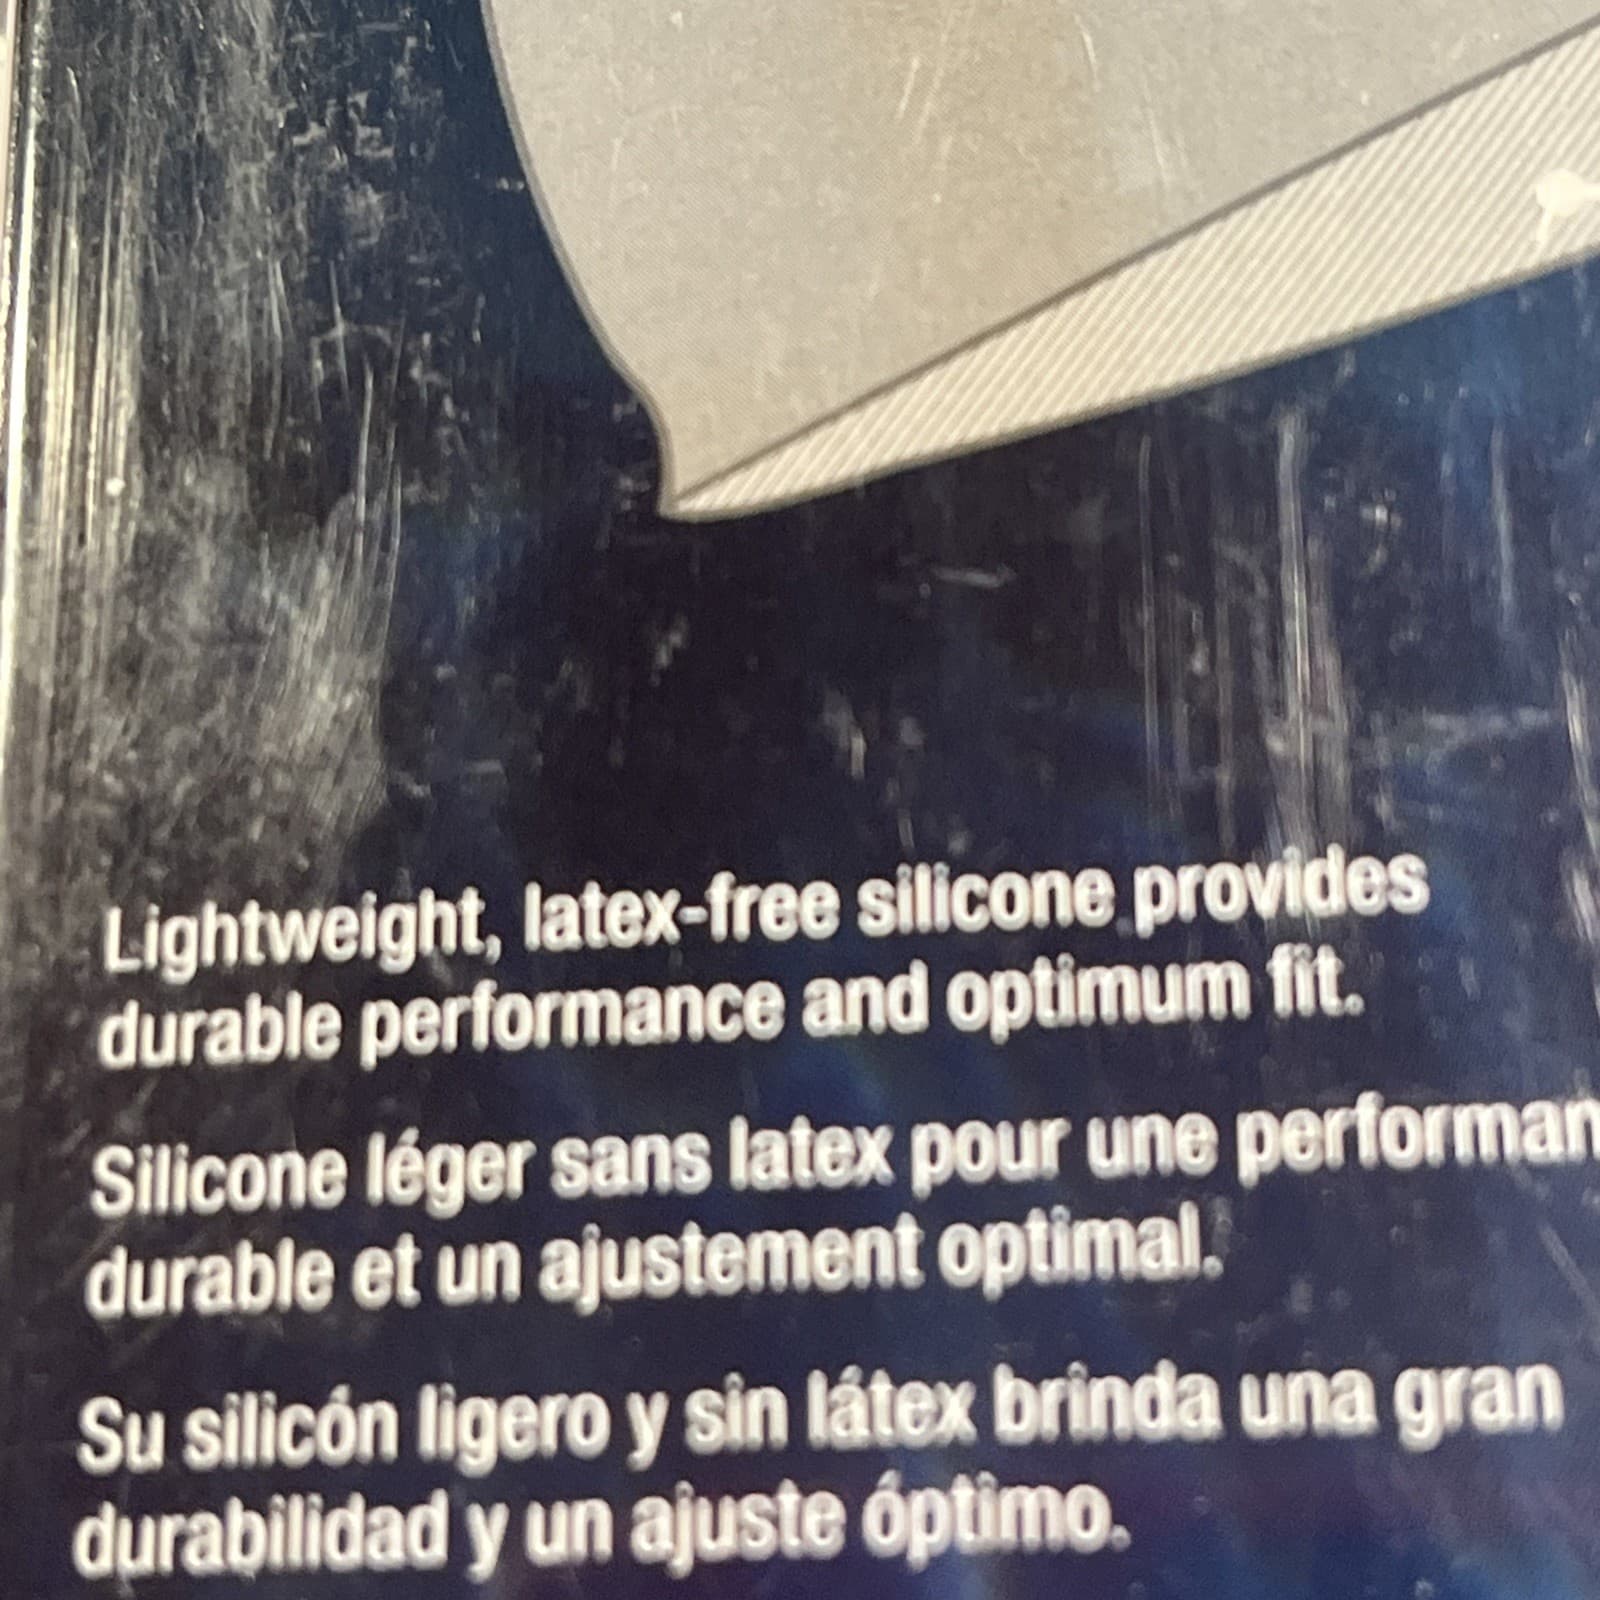 Lightweight, latex-free silicone provides
durable performance and optimum fit.
Silicone léger sans latex pour une performan
durable et un ajustement optimal.
Su silicón ligero y sin látex brinda una gran
durabilidad y un ajuste óptimo.